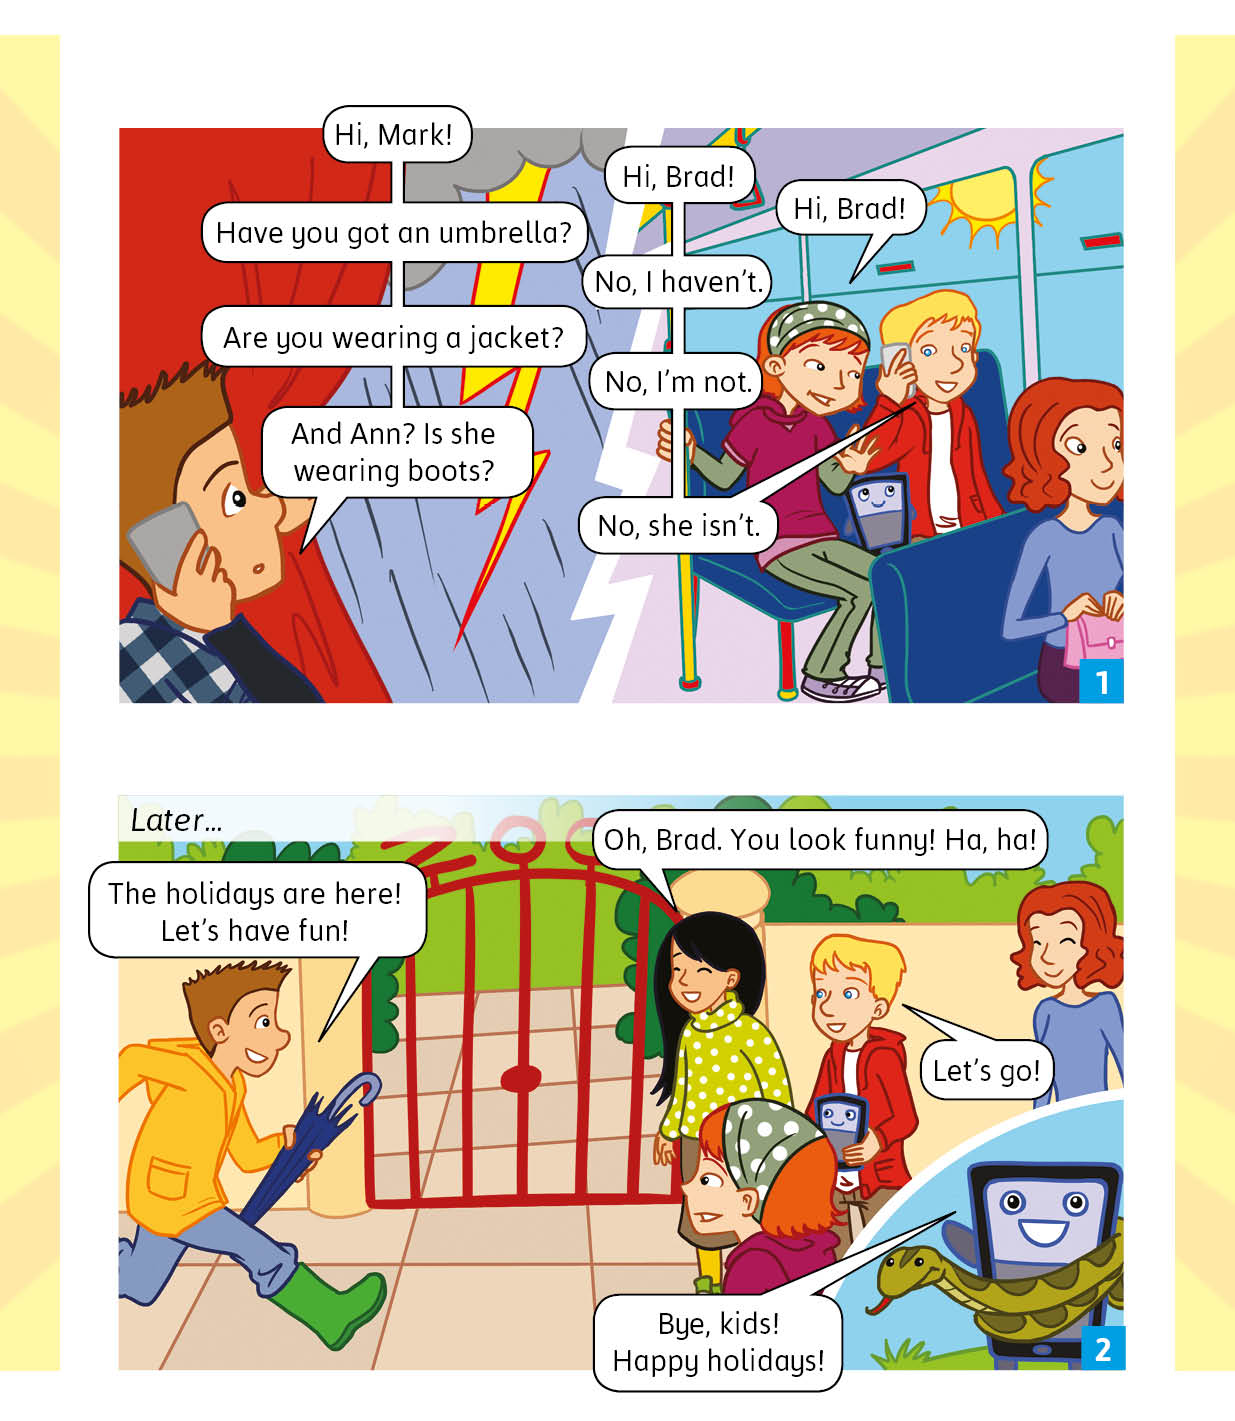 Hi, Mark!
Hi, Brad!
Hi, Brad!
Have you got an umbrella?
No, I haven't.
Are you wearing a jacket?
No, I'm not.
And Ann? Is she
wearing boots?
No, she isn't.
1
Later...
ZOO
The holidays are here!
Let's have fun!
Oh, Brad. You look funny! Ha, ha!
Let's go!
Bye, kids!
Happy holidays!
2